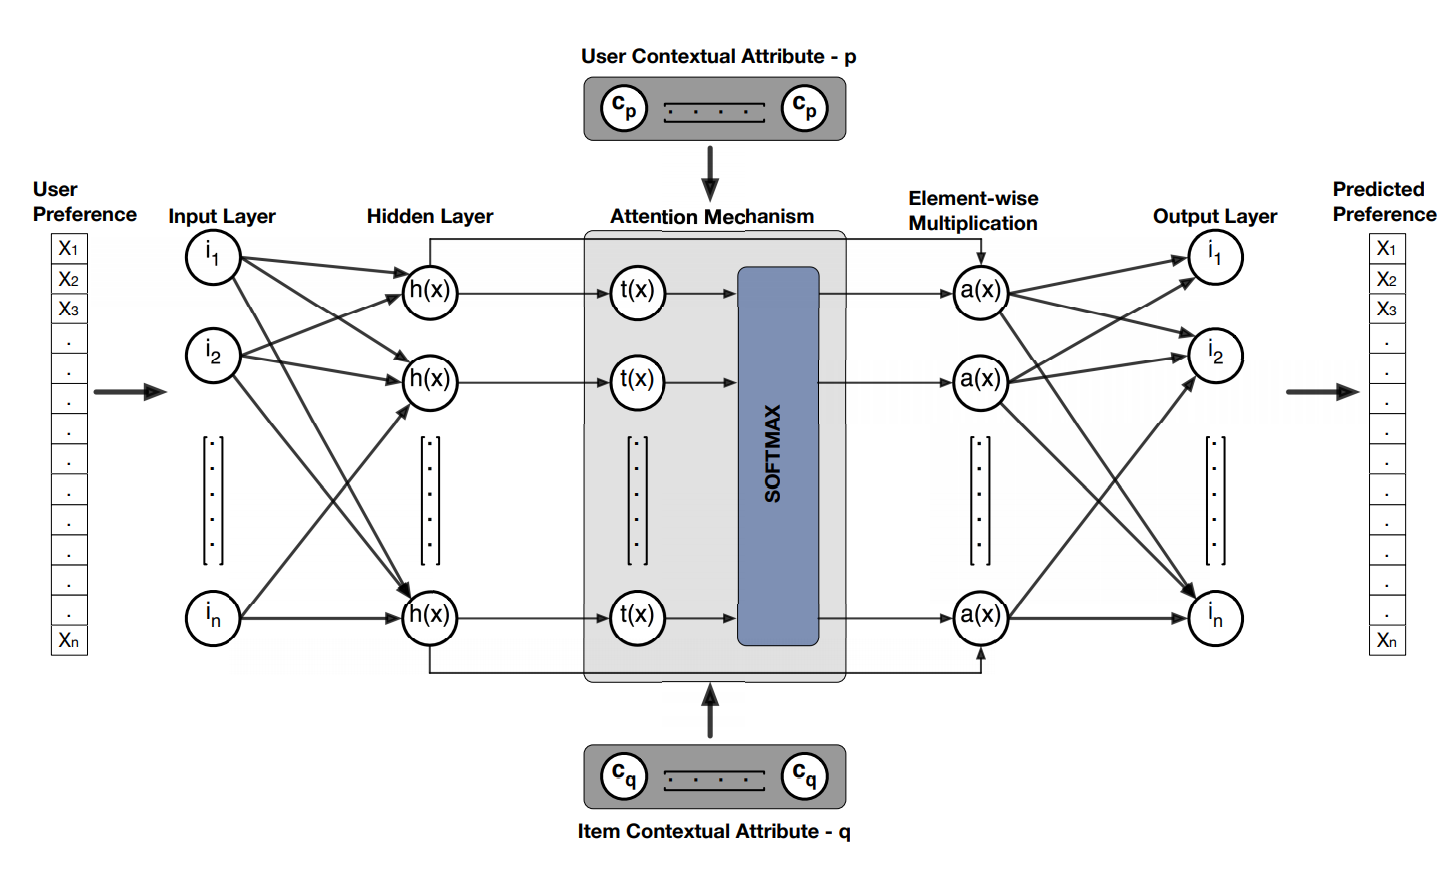 User Contextual Attribute - p
cp . . . . cp
User
Preference
X1
X2
X3
.
.
.
.
.
.
.
.
.
.
Xn
Input Layer
i1
i2
.
.
.
.
.
in
Hidden Layer
h(x)
h(x)
.
.
.
.
.
h(x)
Attention Mechanism
t(x)
t(x)
.
.
.
.
.
t(x)
SOFTMAX
Element-wise
Multiplication
a(x)
a(x)
.
.
.
.
.
a(x)
Output Layer
i1
i2
.
.
.
.
.
in
Predicted
Preference
X1
X2
X3
.
.
.
.
.
.
.
.
.
.
Xn
cq . . . . cq
Item Contextual Attribute - q